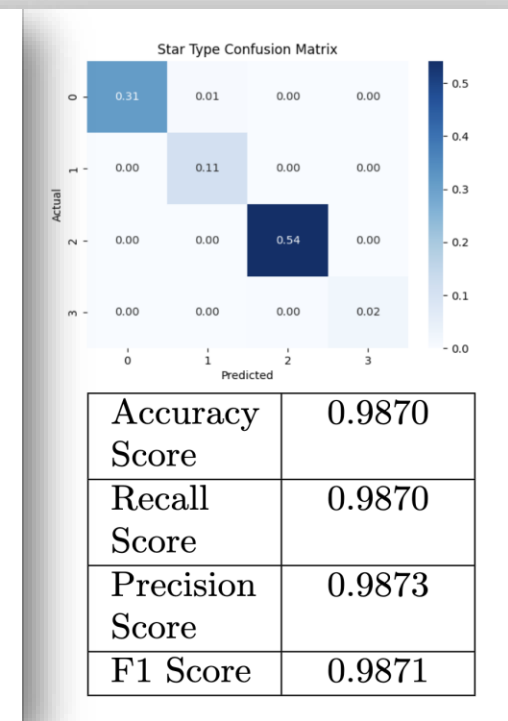 Star Type Confusion Matrix
0 0.31 0.01 0.00 0.00
1 0.00 0.11 0.00 0.00
2 0.00 0.00 0.54 0.00
3 0.00 0.00 0.00 0.02
0 1 2 3
Actual
Predicted
0.5
0.4
0.3
0.2
0.1
0.0
Accuracy
Score
0.9870
Recall
Score
0.9870
Precision
Score
0.9873
F1 Score 0.9871